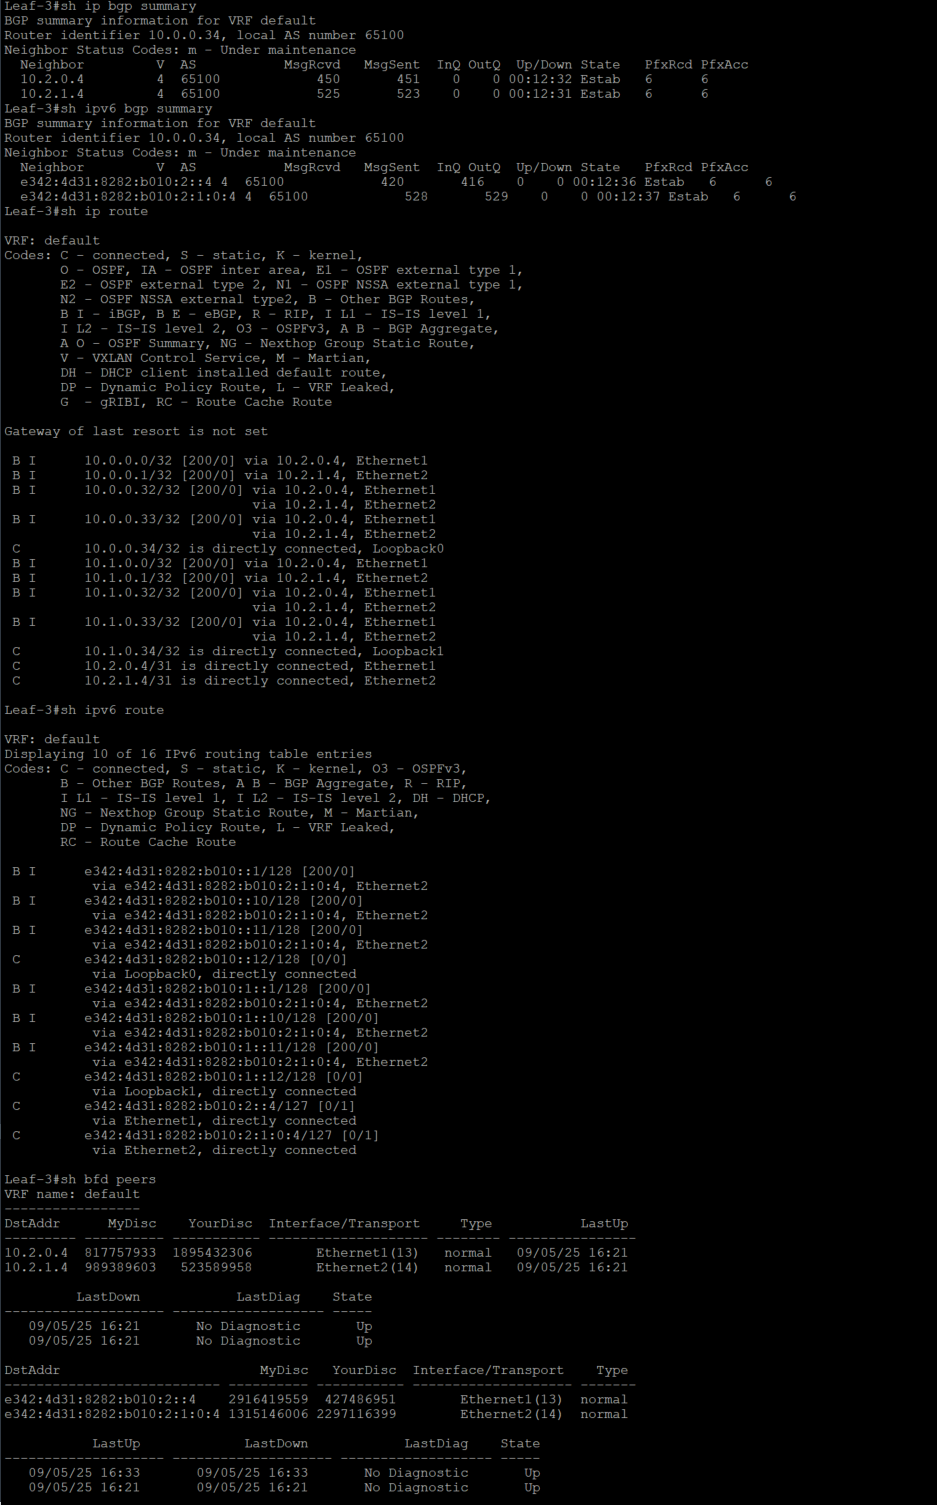 Leaf-3#sh ip bgp summary
BGP summary information for VRF default
Router identifier 10.0.0.34, local AS number 65100
Neighbor Status Codes: m - Under maintenance
  Neighbor         V  AS           MsgRcvd   MsgSent  InQ OutQ  Up/Down State   PfxRcd PfxAcc
  10.2.0.4         4  65100            450       451    0    0 00:12:32 Estab   6      6
  10.2.1.4         4  65100            525       523    0    0 00:12:31 Estab   6      6
Leaf-3#sh ipv6 bgp summary
BGP summary information for VRF default
Router identifier 10.0.0.34, local AS number 65100
Neighbor Status Codes: m - Under maintenance
  Neighbor         V  AS           MsgRcvd   MsgSent  InQ OutQ  Up/Down State   PfxRcd PfxAcc
  e342:4d31:8282:b010:2::4 4  65100            420       416    0    0 00:12:36 Estab   6      6
  e342:4d31:8282:b010:2:1:0:4 4  65100            528       529    0    0 00:12:37 Estab   6      6
Leaf-3#sh ip route
VRF: default
Codes: C - connected, S - static, K - kernel,
       O - OSPF, IA - OSPF inter area, E1 - OSPF external type 1,
       E2 - OSPF external type 2, N1 - OSPF NSSA external type 1,
       N2 - OSPF NSSA external type2, B - Other BGP Routes,
       B I - iBGP, B E - eBGP, R - RIP, I L1 - IS-IS level 1,
       I L2 - IS-IS level 2, O3 - OSPFv3, A B - BGP Aggregate,
       A O - OSPF Summary, NG - Nexthop Group Static Route,
       V - VXLAN Control Service, M - Martian,
       DH - DHCP client installed default route,
       DP - Dynamic Policy Route, L - VRF Leaked,
       G  - gRIBI, RC - Route Cache Route
Gateway of last resort is not set
 B I      10.0.0.0/32 [200/0] via 10.2.0.4, Ethernet1
 B I      10.0.0.1/32 [200/0] via 10.2.1.4, Ethernet2
 B I      10.0.0.32/32 [200/0] via 10.2.0.4, Ethernet1
                               via 10.2.1.4, Ethernet2
 B I      10.0.0.33/32 [200/0] via 10.2.0.4, Ethernet1
                               via 10.2.1.4, Ethernet2
 C        10.0.0.34/32 is directly connected, Loopback0
 B I      10.1.0.0/32 [200/0] via 10.2.0.4, Ethernet1
 B I      10.1.0.1/32 [200/0] via 10.2.1.4, Ethernet2
 B I      10.1.0.32/32 [200/0] via 10.2.0.4, Ethernet1
                               via 10.2.1.4, Ethernet2
 B I      10.1.0.33/32 [200/0] via 10.2.0.4, Ethernet1
                               via 10.2.1.4, Ethernet2
 C        10.1.0.34/32 is directly connected, Loopback1
 C        10.2.0.4/31 is directly connected, Ethernet1
 C        10.2.1.4/31 is directly connected, Ethernet2
Leaf-3#sh ipv6 route
VRF: default
Displaying 10 of 16 IPv6 routing table entries
Codes: C - connected, S - static, K - kernel, O3 - OSPFv3,
       B - Other BGP Routes, A B - BGP Aggregate, R - RIP,
       I L1 - IS-IS level 1, I L2 - IS-IS level 2, DH - DHCP,
       NG - Nexthop Group Static Route, M - Martian,
       DP - Dynamic Policy Route, L - VRF Leaked,
       RC - Route Cache Route
 B I      e342:4d31:8282:b010::1/128 [200/0]
           via e342:4d31:8282:b010:2:1:0:4, Ethernet2
 B I      e342:4d31:8282:b010::10/128 [200/0]
           via e342:4d31:8282:b010:2:1:0:4, Ethernet2
 B I      e342:4d31:8282:b010::11/128 [200/0]
           via e342:4d31:8282:b010:2:1:0:4, Ethernet2
 C        e342:4d31:8282:b010::12/128 [0/0]
           via Loopback0, directly connected
 B I      e342:4d31:8282:b010:1::1/128 [200/0]
           via e342:4d31:8282:b010:2:1:0:4, Ethernet2
 B I      e342:4d31:8282:b010:1::10/128 [200/0]
           via e342:4d31:8282:b010:2:1:0:4, Ethernet2
 B I      e342:4d31:8282:b010:1::11/128 [200/0]
           via e342:4d31:8282:b010:2:1:0:4, Ethernet2
 C        e342:4d31:8282:b010:1::12/128 [0/0]
           via Loopback1, directly connected
 C        e342:4d31:8282:b010:2::4/127 [0/1]
           via Ethernet1, directly connected
 C        e342:4d31:8282:b010:2:1:0:4/127 [0/1]
           via Ethernet2, directly connected
Leaf-3#sh bfd peers
VRF name: default
-----------------
DstAddr      MyDisc    YourDisc  Interface/Transport     Type           LastUp
--------- ---------- ----------- -------------------- -------- ----------------
10.2.0.4  817757933  1895432306        Ethernet1(13)   normal   09/05/25 16:21
10.2.1.4  989389603   523589958        Ethernet2(14)   normal   09/05/25 16:21
         LastDown            LastDiag    State
-------------------- ------------------- -----
   09/05/25 16:21       No Diagnostic       Up
   09/05/25 16:21       No Diagnostic       Up
DstAddr                         MyDisc   YourDisc  Interface/Transport    Type
--------------------------- ---------- ---------- -------------------- -------
e342:4d31:8282:b010:2::4    2916419559  427486951        Ethernet1(13)  normal
e342:4d31:8282:b010:2:1:0:4 1315146006 2297116399        Ethernet2(14)  normal
           LastUp             LastDown            LastDiag    State
-------------------- -------------------- ------------------- -----
   09/05/25 16:33       09/05/25 16:33       No Diagnostic       Up
   09/05/25 16:21       09/05/25 16:21       No Diagnostic       Up